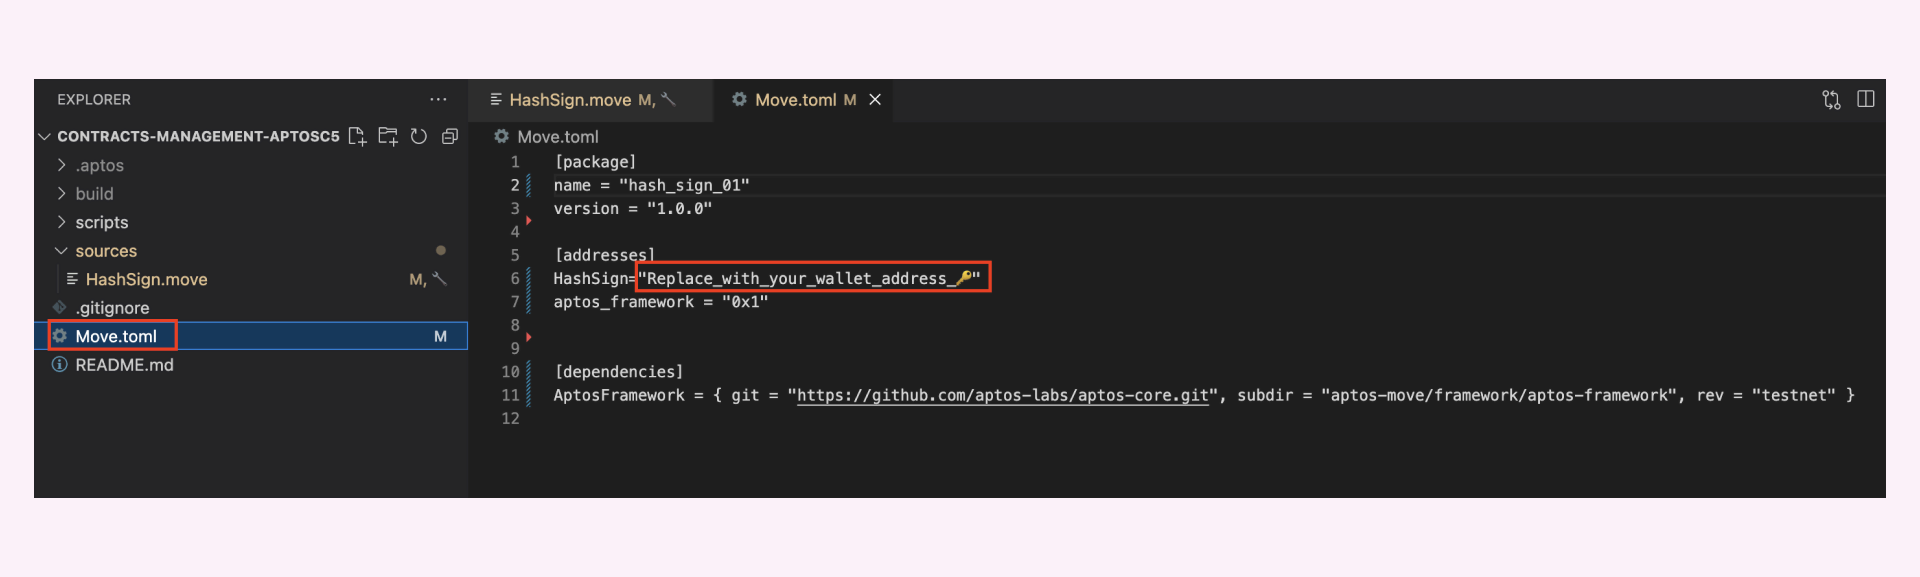 EXPLORER ...
CONTRACTS-MANAGEMENT-APTOSC5
.aptos
build
scripts
sources
HashSign.move M,
.gitignore
Move.toml M
README.md
HashSign.move M, Move.toml M
Move.toml
1 [package]
2 name = "hash_sign_01"
3 version = "1.0.0"
4
5 [addresses]
6 HashSign="Replace_with_your_wallet_address_🔑"
7 aptos_framework = "0x1"
8
9
10 [dependencies]
11 AptosFramework = { git = "https://github.com/aptos-labs/aptos-core.git", subdir = "aptos-move/framework/aptos-framework", rev = "testnet" }
12